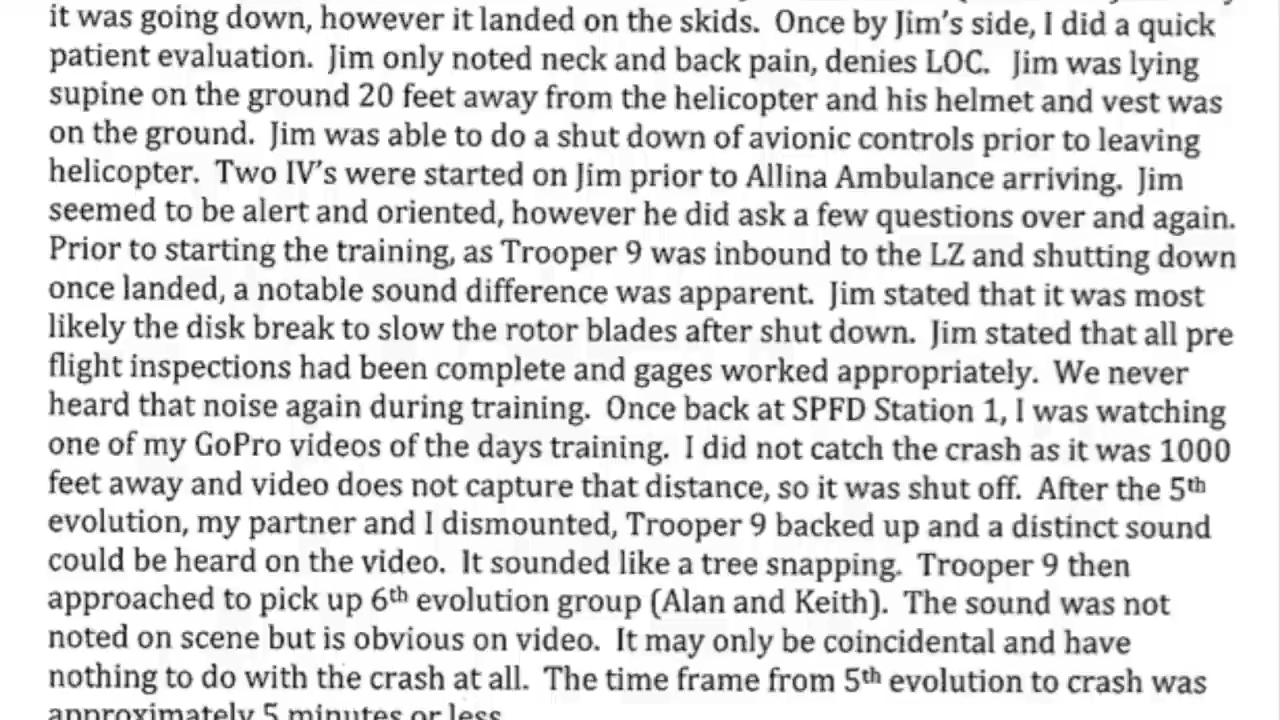 it was going down, however it landed on the skids. Once by Jim's side, I did a quick
patient evaluation. Jim only noted neck and back pain, denies LOC. Jim was lying
supine on the ground 20 feet away from the helicopter and his helmet and vest was
on the ground. Jim was able to do a shut down of avionic controls prior to leaving
helicopter. Two IV's were started on Jim prior to Allina Ambulance arriving. Jim
seemed to be alert and oriented, however he did ask a few questions over and again.
Prior to starting the training, as Trooper 9 was inbound to the LZ and shutting down
once landed, a notable sound difference was apparent. Jim stated that it was most
likely the disk break to slow the rotor blades after shut down. Jim stated that all pre
flight inspections had been complete and gages worked appropriately. We never
heard that noise again during training. Once back at SPFD Station 1, I was watching
one of my GoPro videos of the days training. I did not catch the crash as it was 1000
feet away and video does not capture that distance, so it was shut off. After the 5th
evolution, my partner and I dismounted, Trooper 9 backed up and a distinct sound
could be heard on the video. It sounded like a tree snapping. Trooper 9 then
approached to pick up 6th evolution group (Alan and Keith). The sound was not
noted on scene but is obvious on video. It may only be coincidental and have
nothing to do with the crash at all. The time frame from 5th evolution to crash was
approximately 5 minutes or less